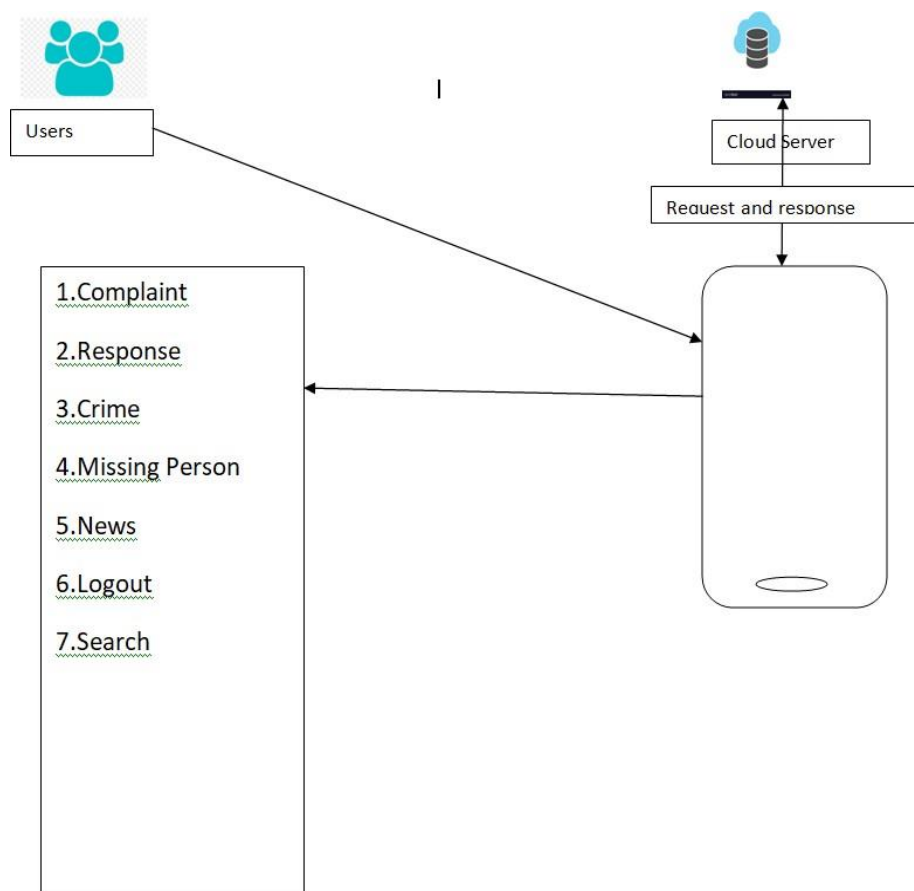 Users
Cloud Server
Request and response
1.Complaint
2.Response
3.Crime
4.Missing Person
5.News
6.Logout
7.Search